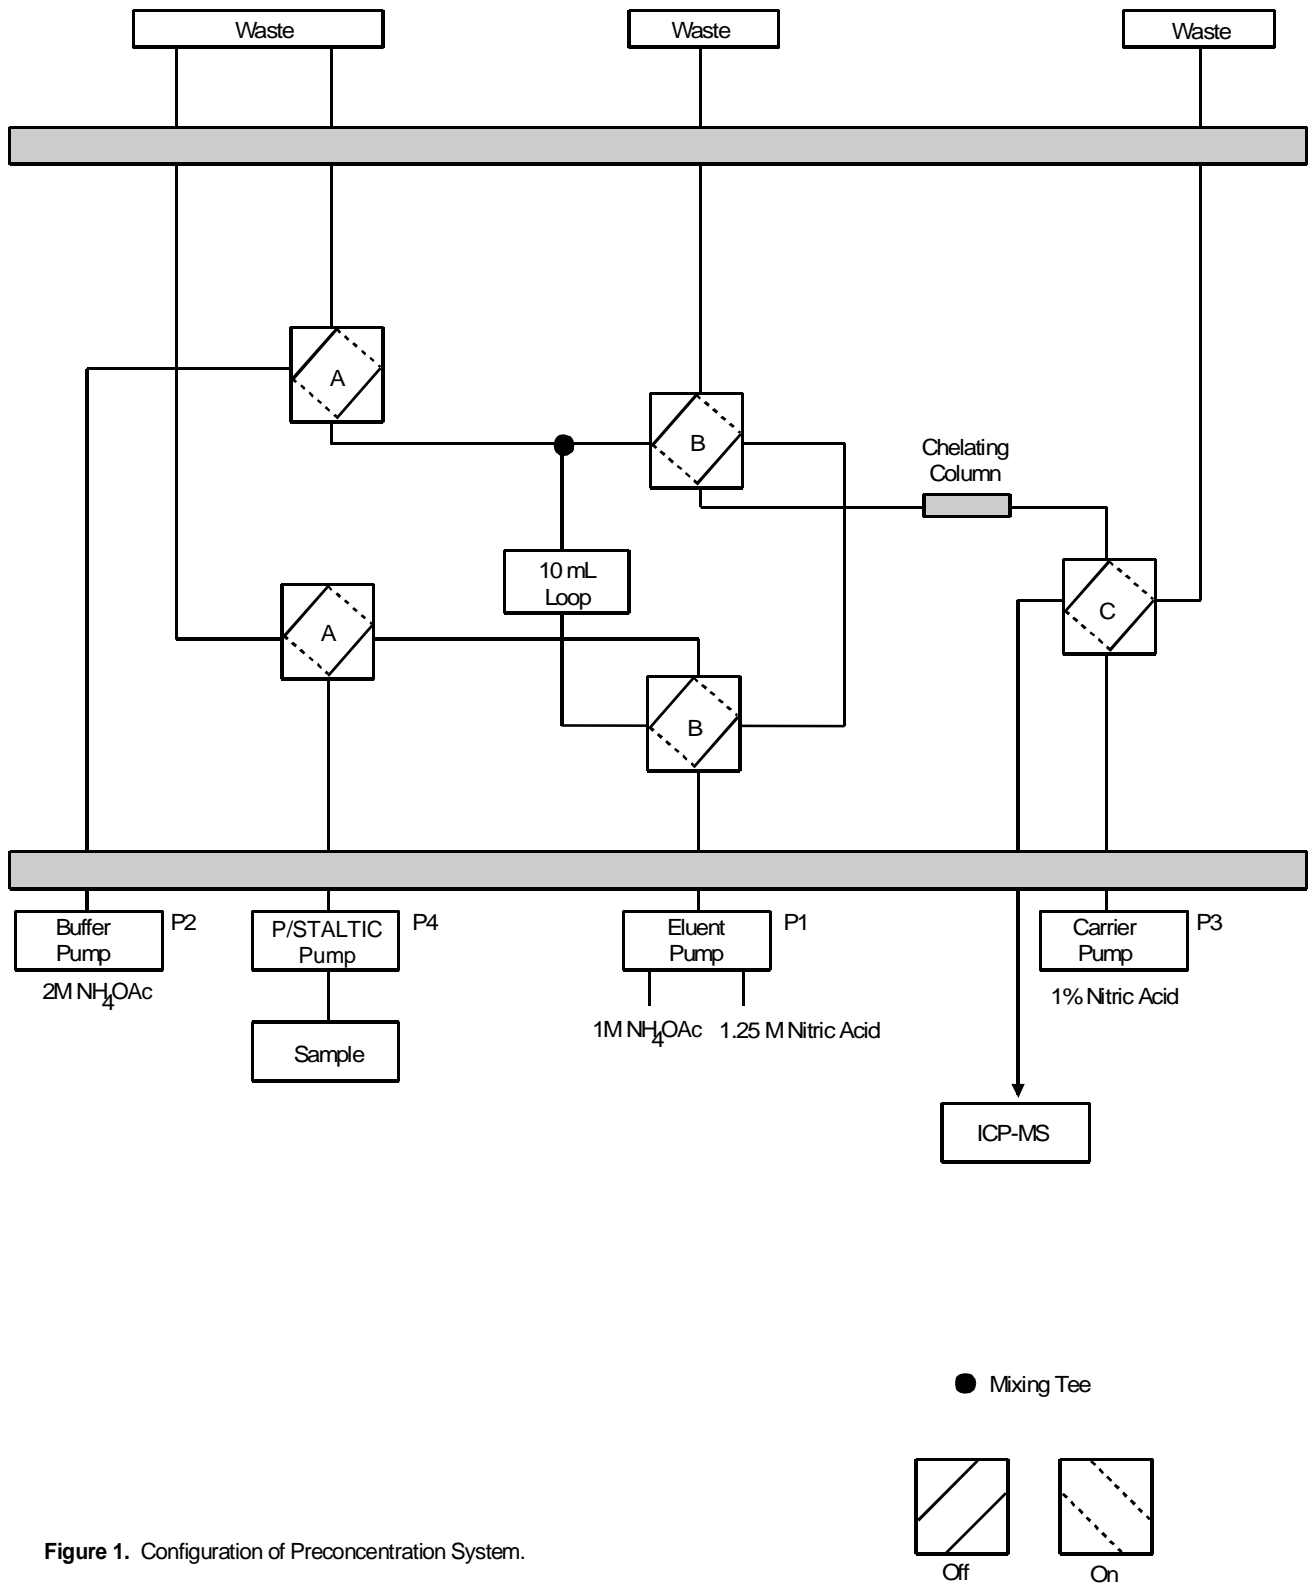 Waste
Waste
Waste
A
B
Chelating
Column
10 mL
Loop
A
C
B
Buffer
Pump
P2
P/STALTIC
Pump
P4
Eluent
Pump
P1
Carrier
Pump
P3
2M NH4OAc
1M NH4OAc
1.25 M Nitric Acid
1% Nitric Acid
Sample
ICP-MS
Mixing Tee
Figure 1. Configuration of Preconcentration System.
Off
On